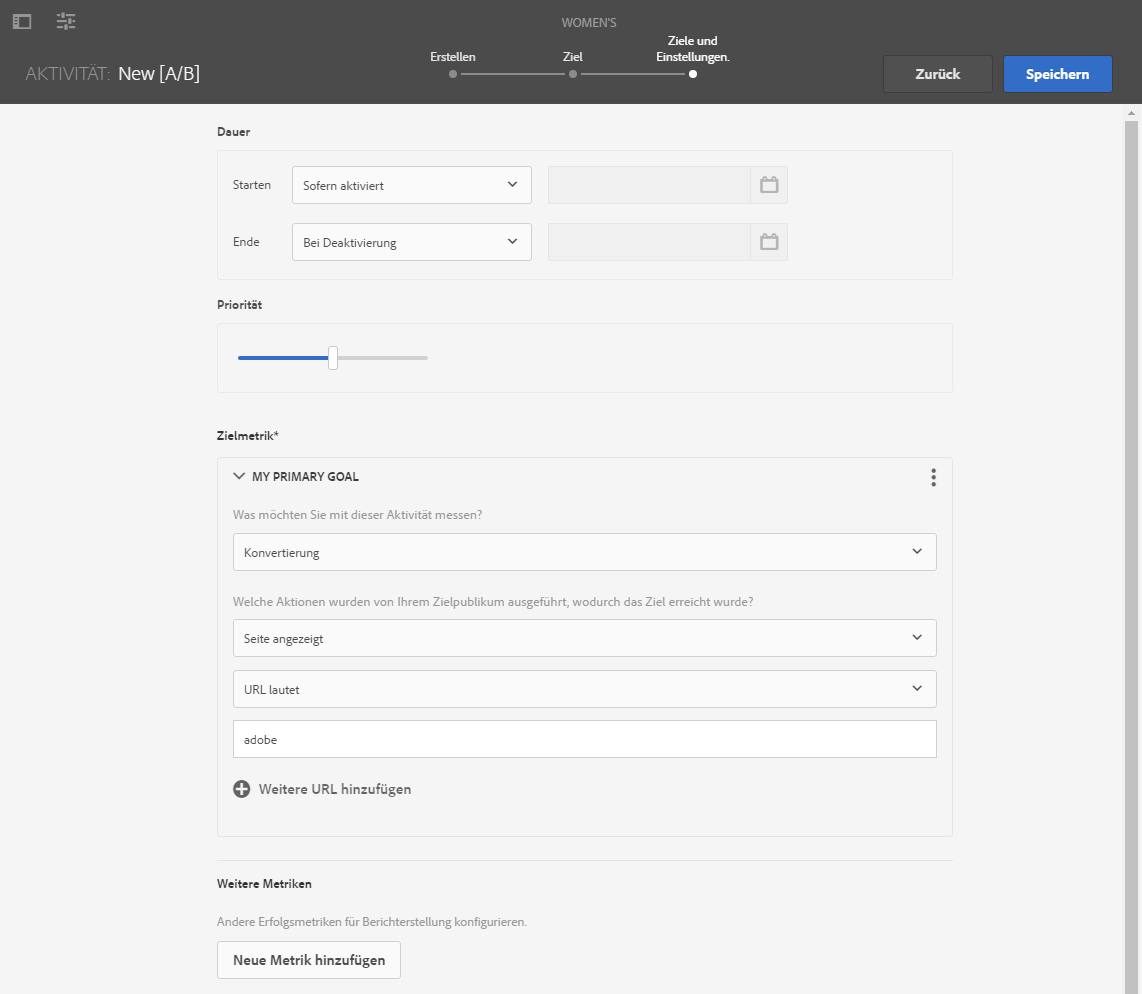 WOMEN'S
AKTIVITÄT: New [A/B]
Erstellen
Ziel
Ziele und
Einstellungen.
Zurück
Speichern
Dauer
Starten
Sofern aktiviert
Ende
Bei Deaktivierung
Priorität
Zielmetrik*
MY PRIMARY GOAL
Was möchten Sie mit dieser Aktivität messen?
Konvertierung
Welche Aktionen wurden von Ihrem Zielpublikum ausgeführt, wodurch das Ziel erreicht wurde?
Seite angezeigt
URL lautet
adobe
Weitere URL hinzufügen
Weitere Metriken
Andere Erfolgsmetriken für Berichterstellung konfigurieren.
Neue Metrik hinzufügen